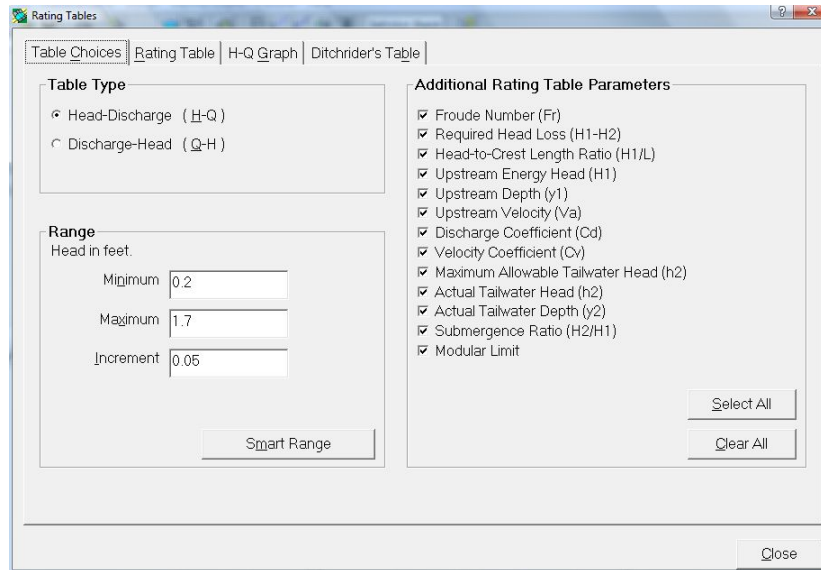 Rating Tables
Table Choices
Rating Table
H-Q Graph
Ditchrider's Table
Table Type
Head-Discharge ( H-Q )
Discharge-Head ( Q-H )
Range
Head in feet.
Minimum 0.2
Maximum 1.7
Increment 0.05
Smart Range
Additional Rating Table Parameters
Froude Number (Fr)
Required Head Loss (H1-H2)
Head-to-Crest Length Ratio (H1/L)
Upstream Energy Head (H1)
Upstream Depth (y1)
Upstream Velocity (Va)
Discharge Coefficient (Cd)
Velocity Coefficient (Cv)
Maximum Allowable Tailwater Head (h2)
Actual Tailwater Head (h2)
Actual Tailwater Depth (y2)
Submergence Ratio (H2/H1)
Modular Limit
Select All
Clear All
Close